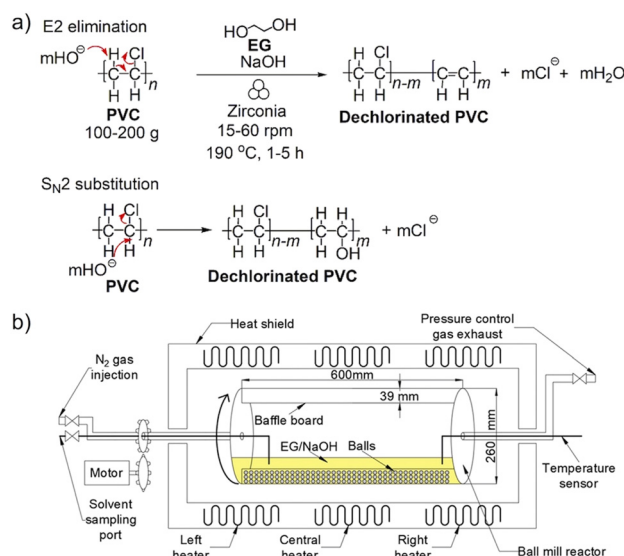 a)
E2 elimination
mHO⊖
H Cl
C C n
H H
PVC
100-200 g
HO OH
EG
NaOH
Zirconia
15-60 rpm
190 °C, 1-5 h
H Cl
C C n-m C=C m + mCl⊖ + mH₂O
H H H H
Dechlorinated PVC
SN2 substitution
H Cl
C C n
H H
mHO⊖
PVC
H Cl H H
C C n-m C C m + mCl⊖
H H H OH
Dechlorinated PVC
b)
Heat shield
Pressure control
gas exhaust
N₂ gas
injection
600mm
39 mm
Baffle board
260 mm
EG/NaOH
Balls
Motor
Temperature
sensor
Solvent
sampling
port
Left
heater
Central
heater
Right
heater
Ball mill reactor